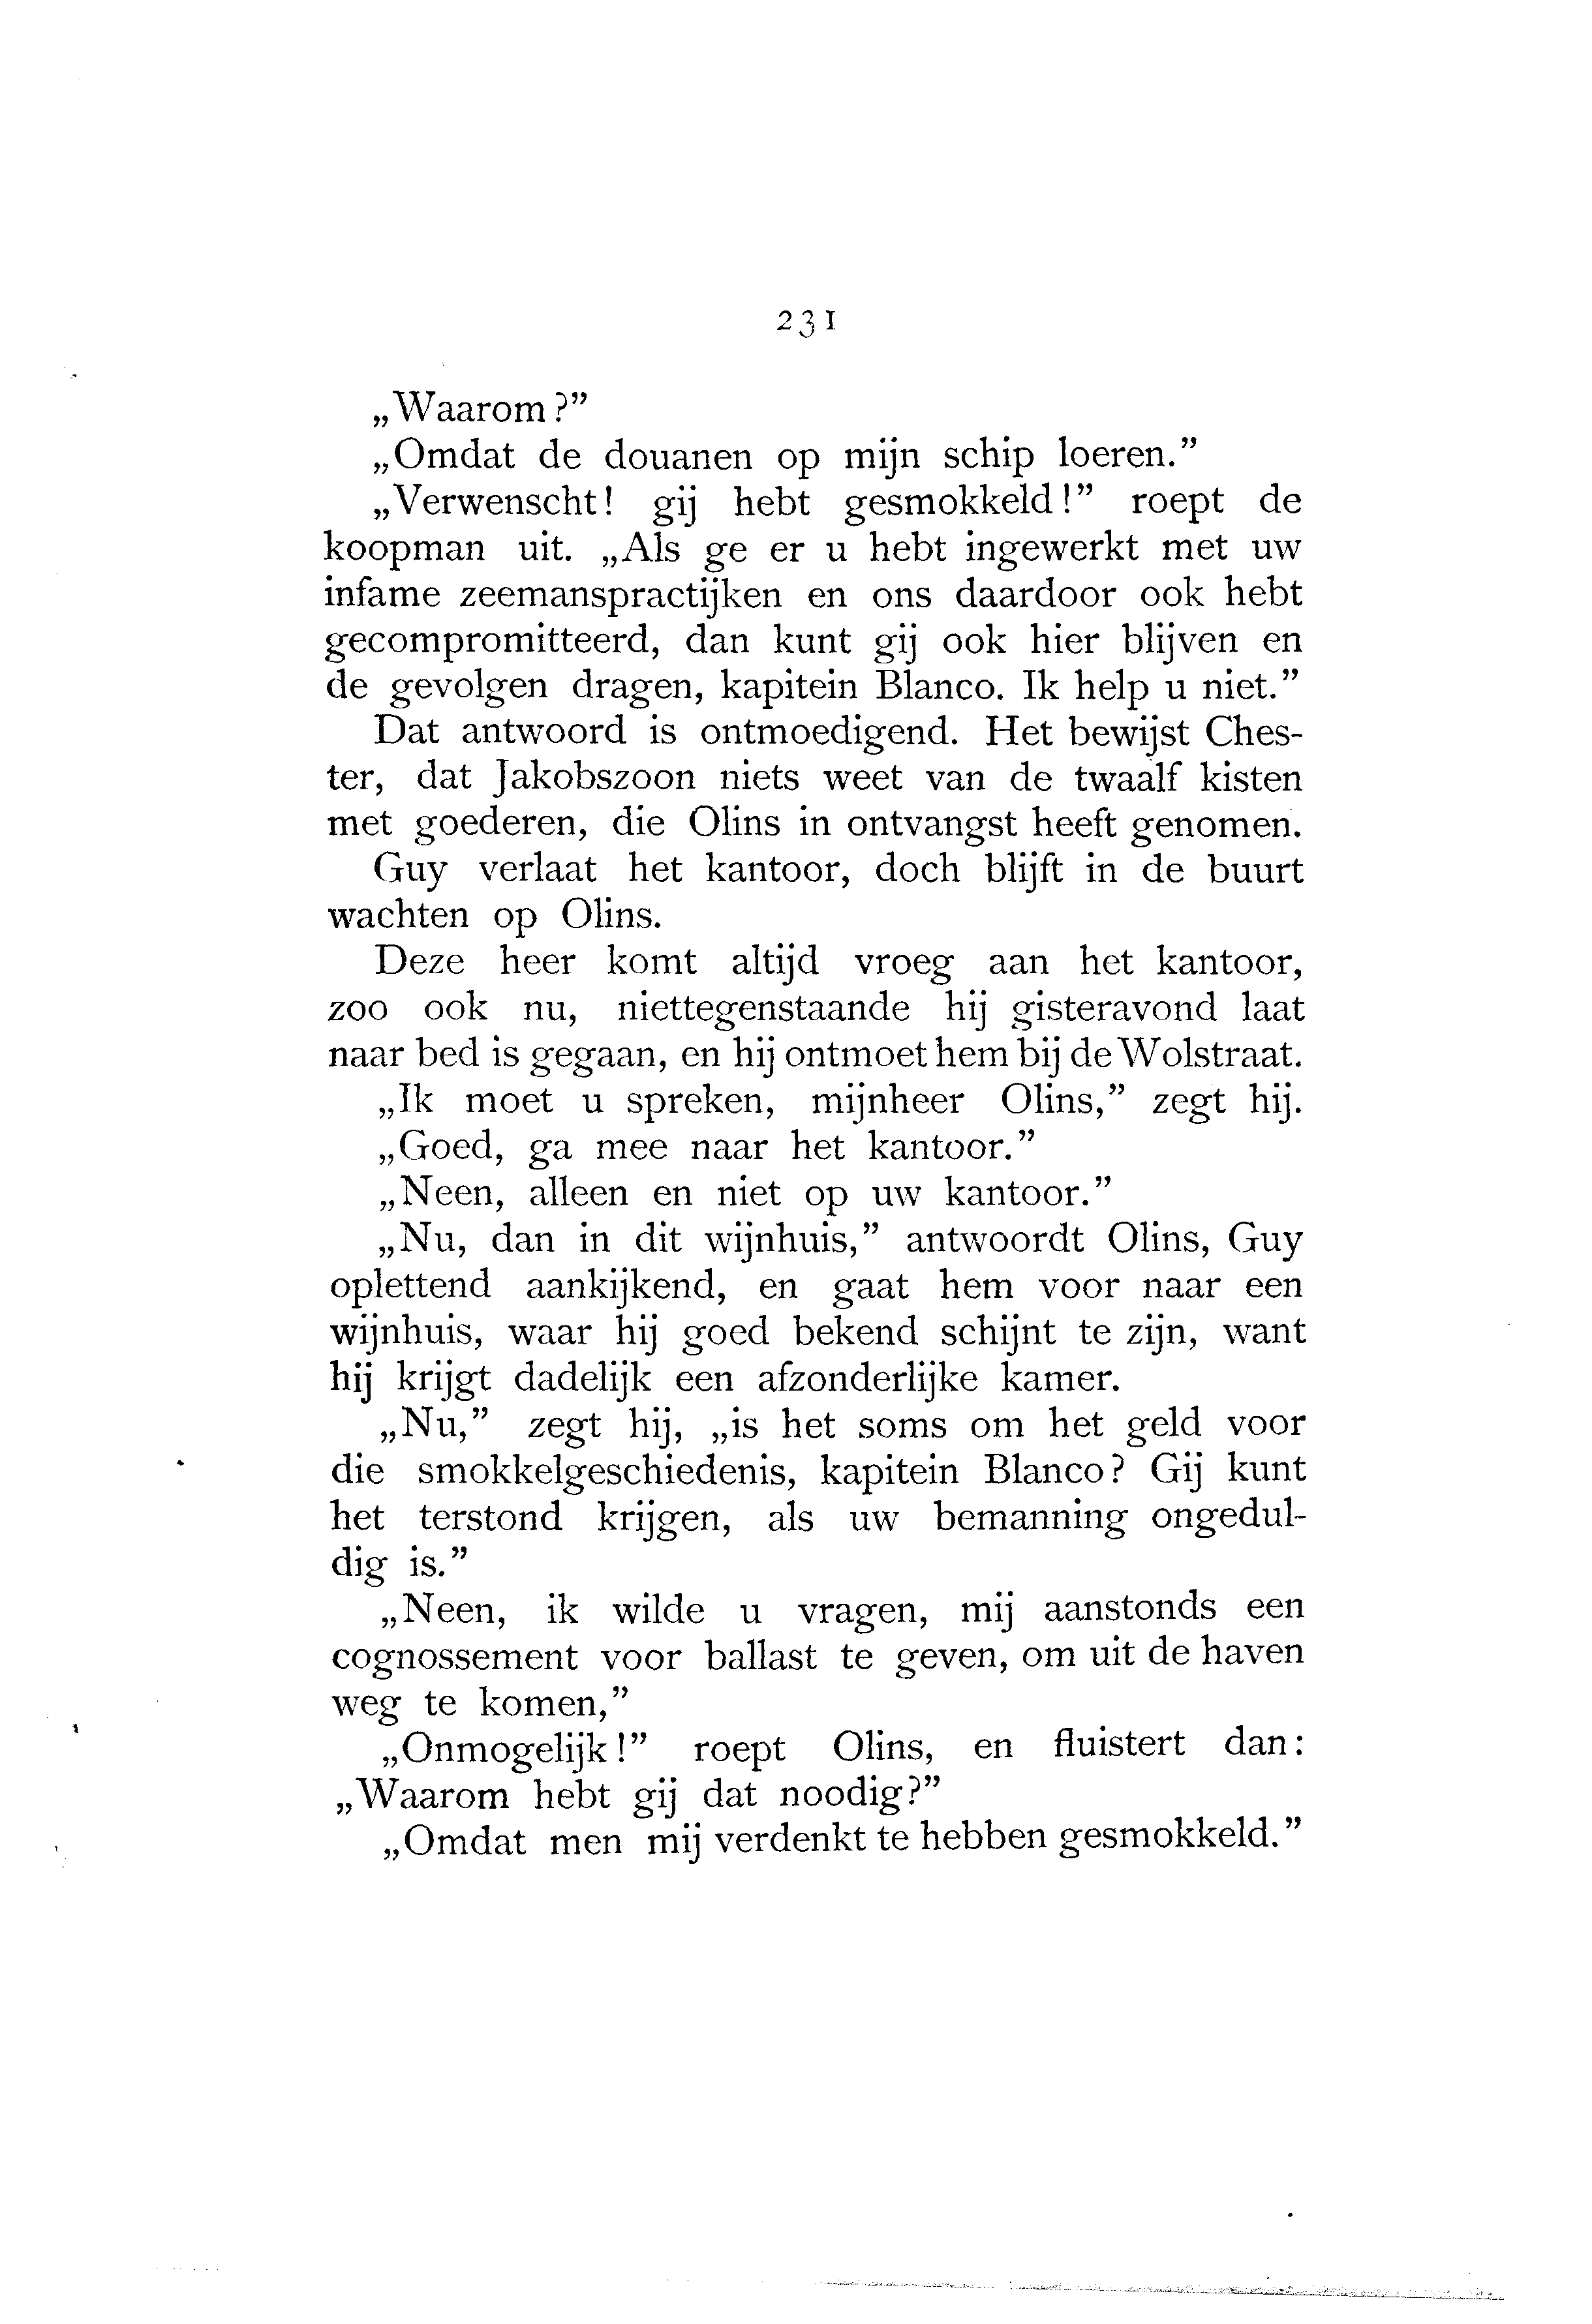 231
„Waarom?”
„Omdat de douanen op mijn schip loeren.”
„Verwenscht! gij hebt gesmokkeld!” roept de
koopman uit. „Als ge er u hebt ingewerkt met uw
infame zeemanspractijken en ons daardoor ook hebt
gecompromitteerd, dan kunt gij ook hier blijven en
de gevolgen dragen, kapitein Blanco. Ik help u niet.”
Dat antwoord is ontmoedigend. Het bewijst Ches-
ter, dat Jakobszoon niets weet van de twaalf kisten
met goederen, die Olins in ontvangst heeft genomen.
Guy verlaat het kantoor, doch blijft in de buurt
wachten op Olins.
Deze heer komt altijd vroeg aan het kantoor,
zoo ook nu, niettegenstaande hij gisteravond laat
naar bed is gegaan, en hij ontmoet hem bij de Wolstraat.
„Ik moet u spreken, mijnheer Olins,” zegt hij.
„Goed, ga mee naar het kantoor.”
„Neen, alleen en niet op uw kantoor.”
„Nu, dan in dit wijnhuis,” antwoordt Olins, Guy
oplettend aankijkend, en gaat hem voor naar een
wijnhuis, waar hij goed bekend schijnt te zijn, want
hij krijgt dadelijk een afzonderlijke kamer.
„Nu,” zegt hij, „is het soms om het geld voor
die smokkelgeschiedenis, kapitein Blanco? Gij kunt
het terstond krijgen, als uw bemanning ongedul-
dig is.”
„Neen, ik wilde u vragen, mij aanstonds een
cognossement voor ballast te geven, om uit de haven
weg te komen,”
„Onmogelijk!” roept Olins, en fluistert dan:
„Waarom hebt gij dat noodig?”
„Omdat men mij verdenkt te hebben gesmokkeld.”